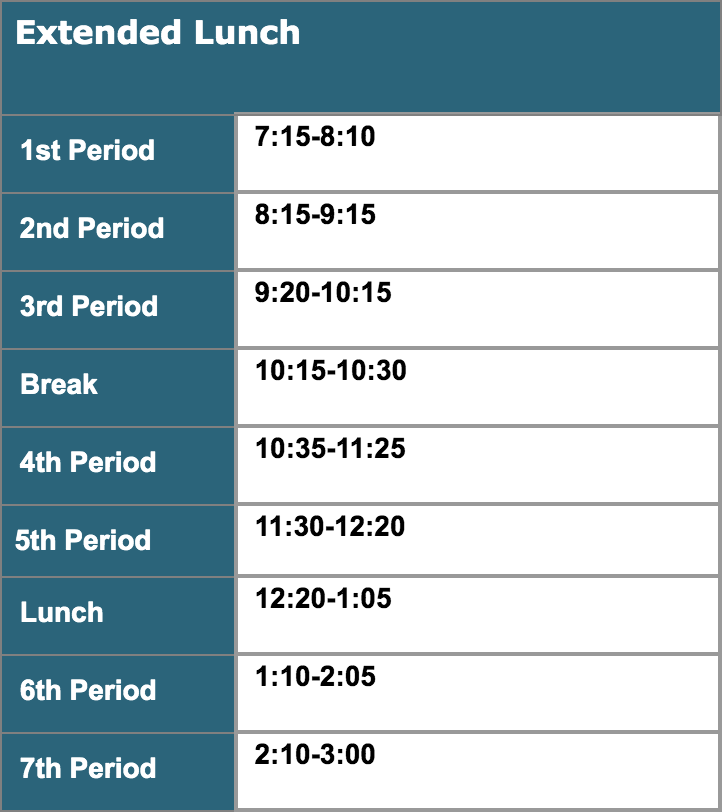 Extended Lunch
1st Period 7:15-8:10
2nd Period 8:15-9:15
3rd Period 9:20-10:15
Break 10:15-10:30
4th Period 10:35-11:25
5th Period 11:30-12:20
Lunch 12:20-1:05
6th Period 1:10-2:05
7th Period 2:10-3:00